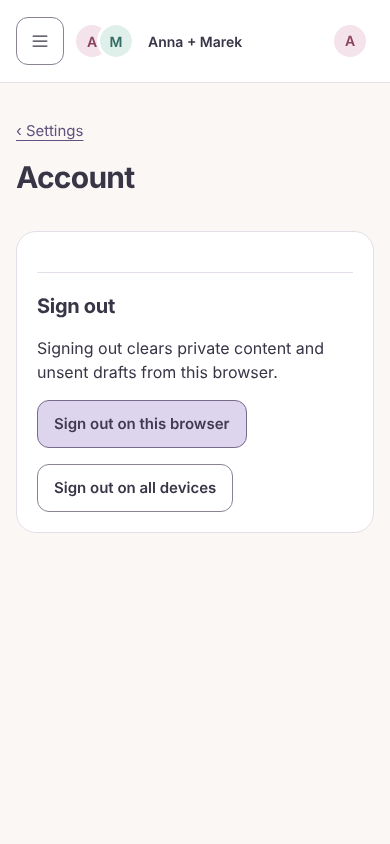 A M Anna + Marek A
‹ Settings
Account
Sign out
Signing out clears private content and
unsent drafts from this browser.
Sign out on this browser
Sign out on all devices